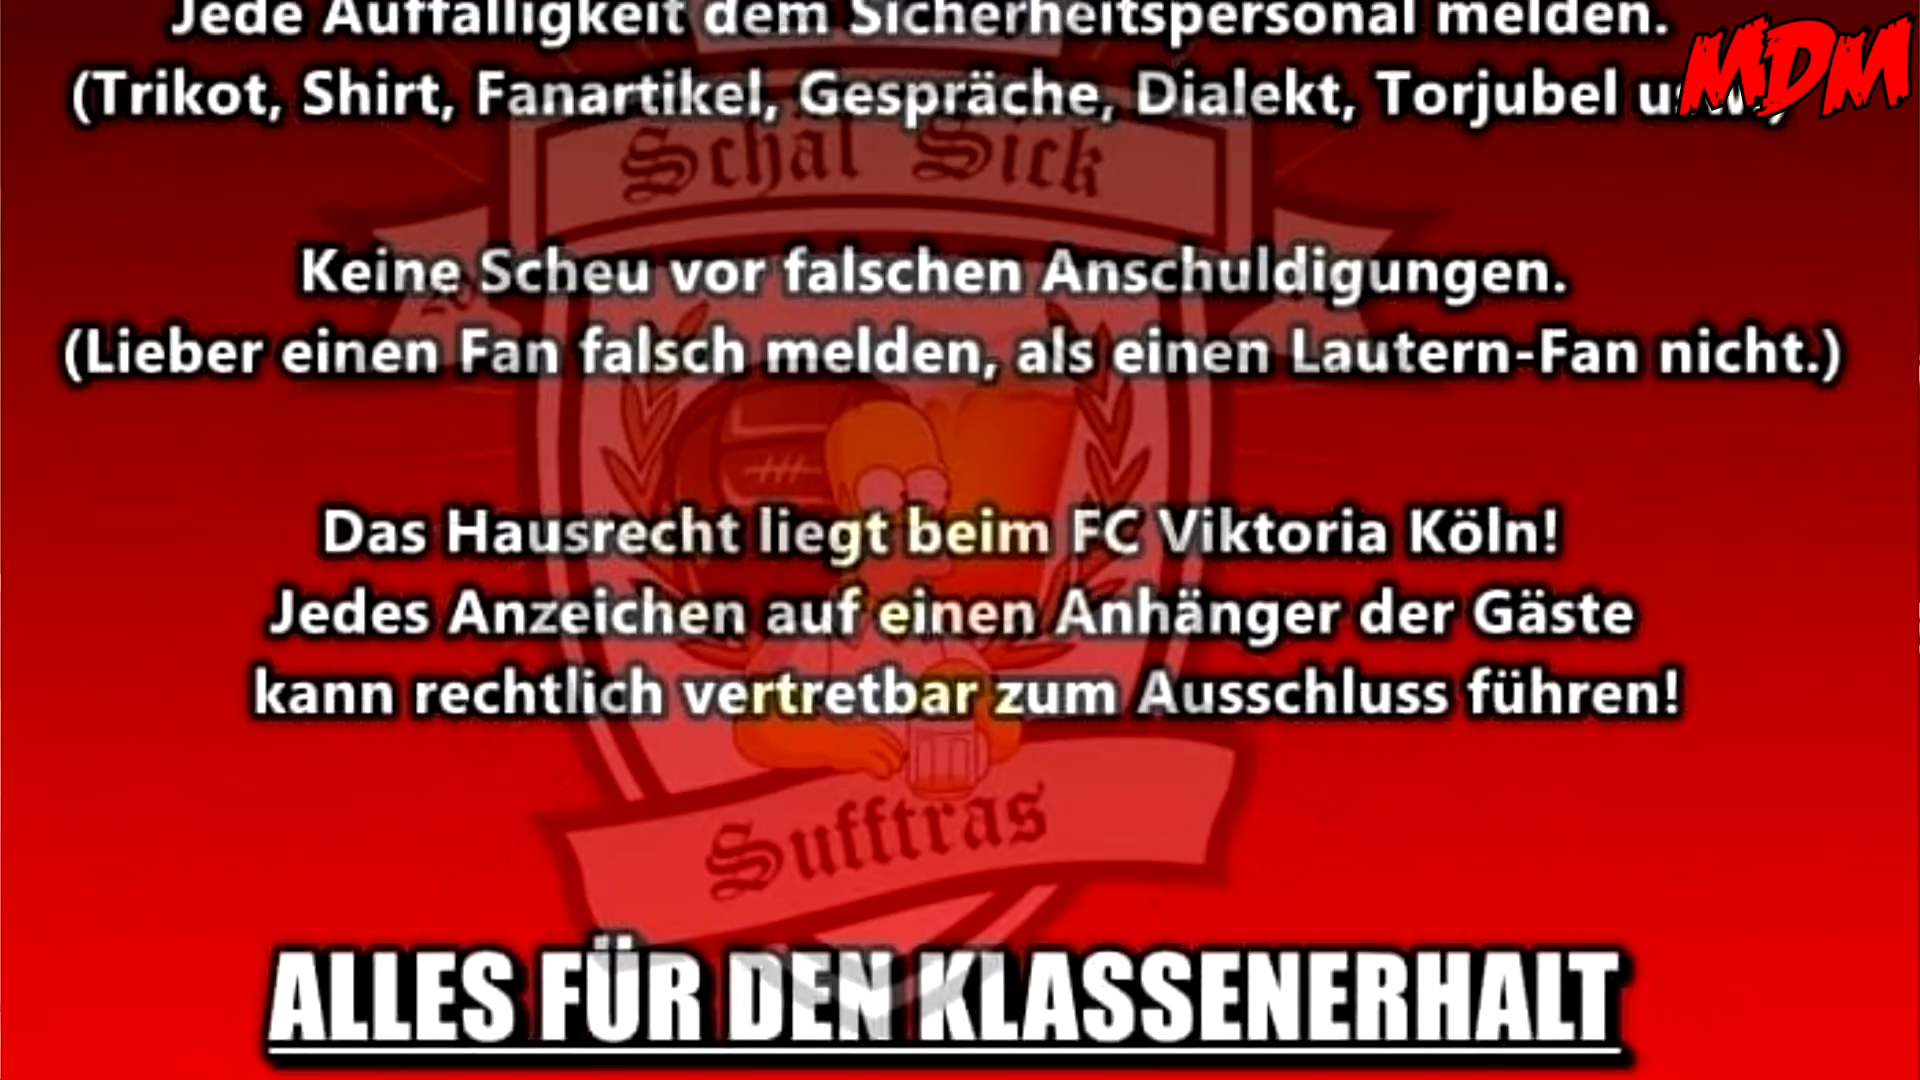 Jede Auffälligkeit dem Sicherheitspersonal melden.
MDM
(Trikot, Shirt, Fanartikel, Gespräche, Dialekt, Torjubel
Schäl Sick
Keine Scheu vor falschen Anschuldigungen.
(Lieber einen Fan falsch melden, als einen Lautern-Fan nicht.)
Das Hausrecht liegt beim FC Viktoria Köln!
Jedes Anzeichen auf einen Anhänger der Gäste
kann rechtlich vertretbar zum Ausschluss führen!
Sufftras
ALLES FÜR DEN KLASSENERHALT